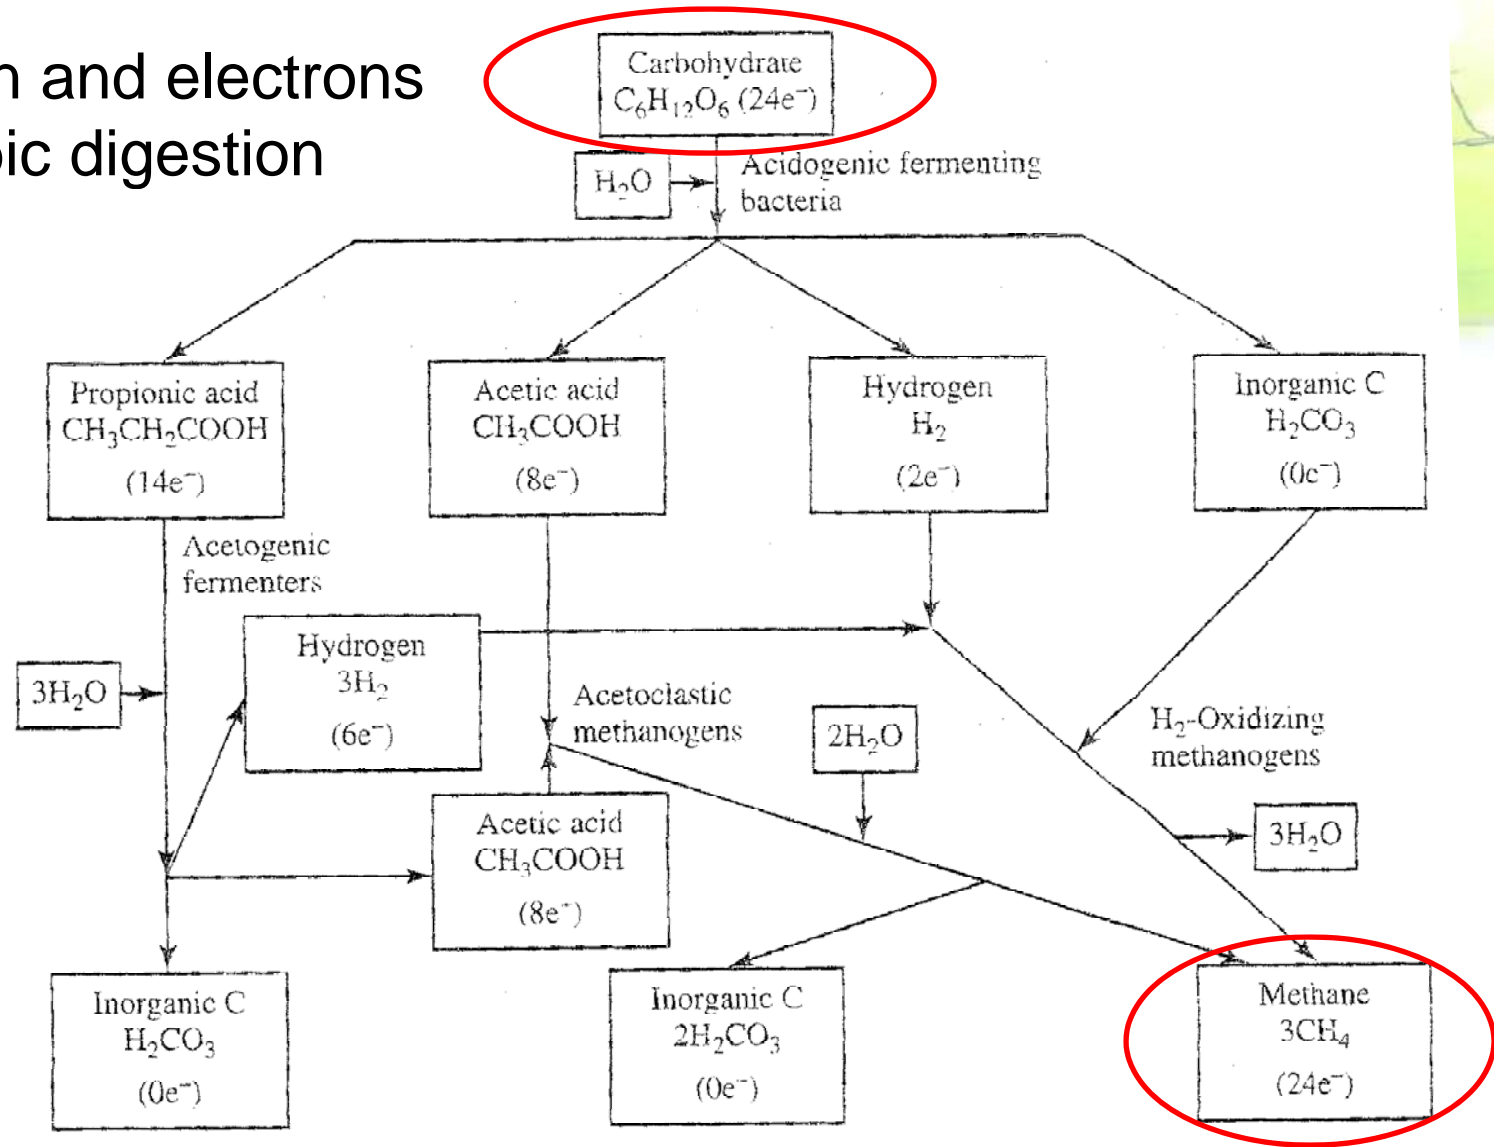 n and electrons
bic digestion
Carbohydrate
C₆H₁₂O₆ (24e⁻)
H₂O
Acidogenic fermenting
bacteria
Propionic acid
CH₃CH₂COOH
(14e⁻)
Acetic acid
CH₃COOH
(8e⁻)
Hydrogen
H₂
(2e⁻)
Inorganic C
H₂CO₃
(0e⁻)
Acetogenic
fermenters
Hydrogen
3H₂
(6e⁻)
3H₂O
Acetoclastic
methanogens
2H₂O
H₂-Oxidizing
methanogens
Acetic acid
CH₃COOH
(8e⁻)
3H₂O
Inorganic C
H₂CO₃
(0e⁻)
Inorganic C
2H₂CO₃
(0e⁻)
Methane
3CH₄
(24e⁻)